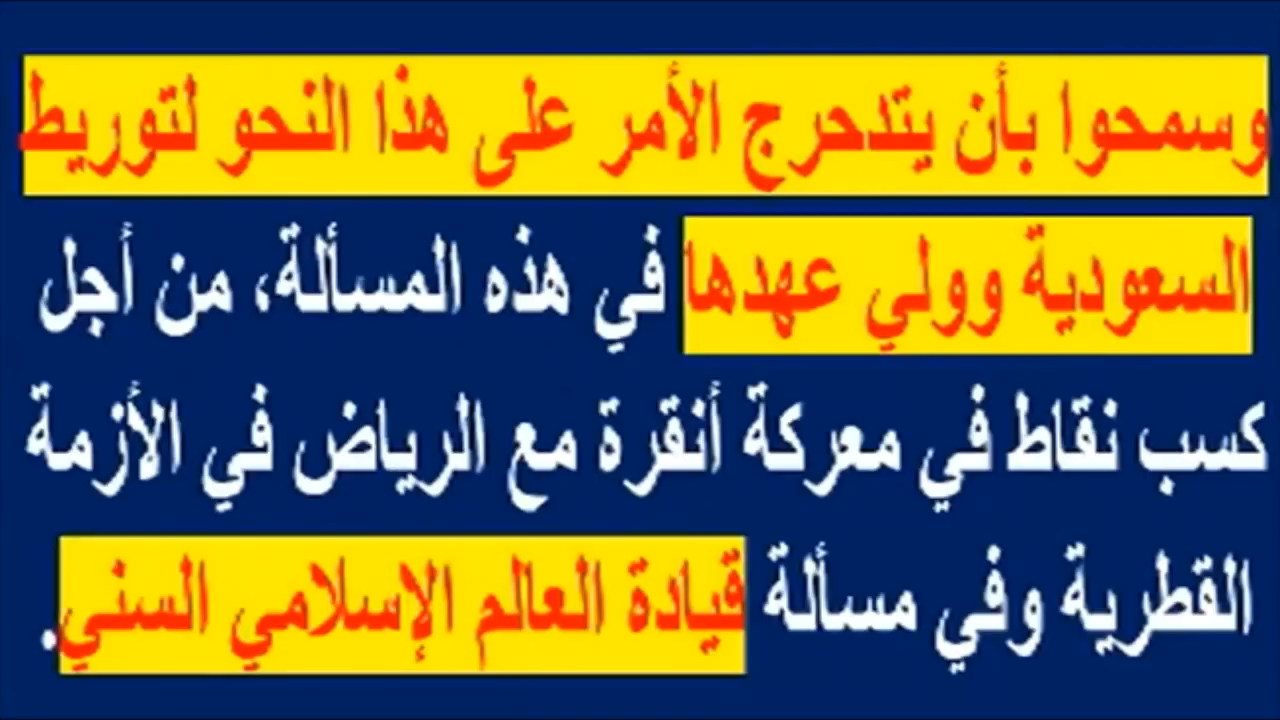 وسمحوا بأن يتدحرج الأمر على هذا النحو لتوريط
السعودية وولي عهدها في هذه المسألة، من أجل
كسب نقاط في معركة أنقرة مع الرياض في الأزمة
القطرية وفي مسألة قيادة العالم الإسلامي السني.